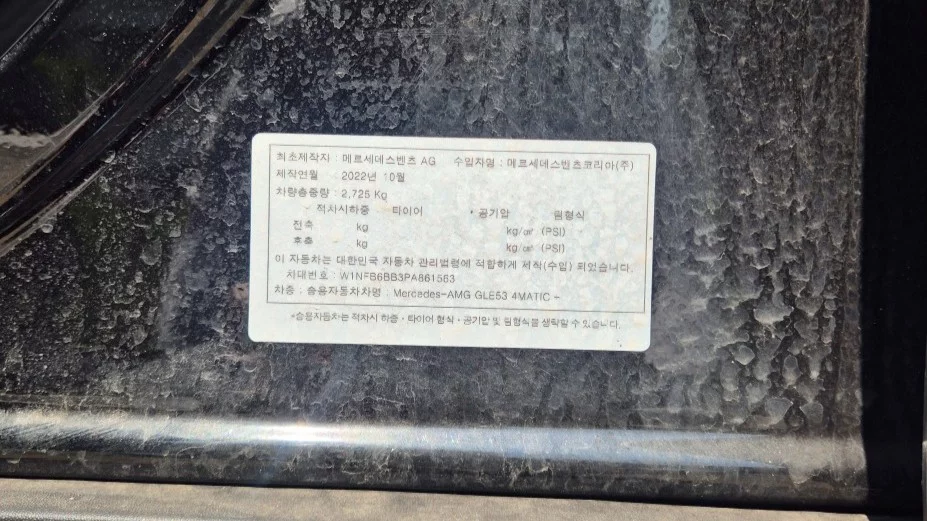 최초제작자 : 메르세데스벤츠 AG 수입자명 : 메르세데스벤츠코리아(주)
제작연월 : 2022년 10월
차량총중량 : 2,725 Kg
적차시하중 타이어 공기압 림형식
전축 kg kg/㎠ (PSI)
후축 kg kg/㎠ (PSI)
이 자동차는 대한민국 자동차 관리법령에 적합하게 제작(수입) 되었습니다.
차대번호 : W1NFB6BB3PA861563
차종 : 승용자동차차명 : Mercedes-AMG GLE53 4MATIC +
*승용자동차는 적차시 하중·타이어 형식·공기압 및 림형식을 생략할 수 있습니다.